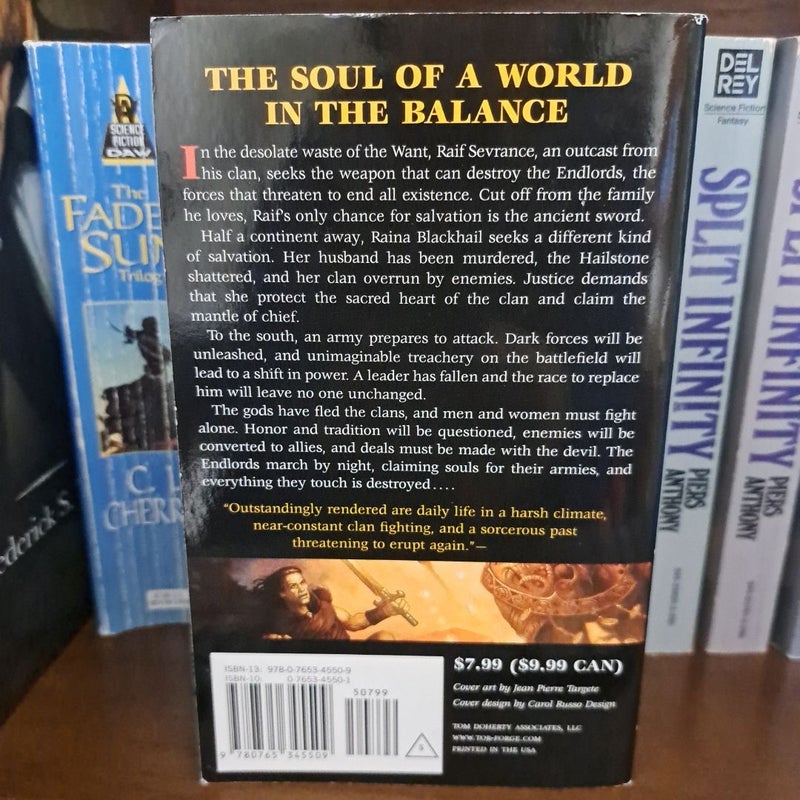 THE SOUL OF A WORLD
IN THE BALANCE
In the desolate waste of the Want, Raif Sevrance, an outcast from
his clan, seeks the weapon that can destroy the Endlords, the
forces that threaten to end all existence. Cut off from the family
he loves, Raif's only chance for salvation is the ancient sword.
Half a continent away, Raina Blackhail seeks a different kind
of salvation. Her husband has been murdered, the Hailstone
shattered, and her clan overrun by enemies. Justice demands
that she protect the sacred heart of the clan and claim the
mantle of chief.
To the south, an army prepares to attack. Dark forces will be
unleashed, and unimaginable treachery on the battlefield will
lead to a shift in power. A leader has fallen and the race to replace
him will leave no one unchanged.
The gods have fled the clans, and men and women must fight
alone. Honor and tradition will be questioned, enemies will be
converted to allies, and deals must be made with the devil. The
Endlords march by night, claiming souls for their armies, and
everything they touch is destroyed....
"Outstandingly rendered are daily life in a harsh climate,
near-constant clan fighting, and a sorcerous past
threatening to erupt again."—
ISBN-13: 978-0-7653-4550-9
ISBN-10: 0 7653-4550-1
50799
9 780765 345509
S
$7.99 ($9.99 CAN)
Cover art by Jean Pierre Targete
Cover design by Carol Russo Design
TOM DOHERTY ASSOCIATES, LLC
WWW.TOR-FORGE.COM
PRINTED IN THE USA
SCIENCE
FICTION
DAW
The
FADE
SUN
Trilog
C. J.
CHERR
ederick S.
DEL
REY
Science Fiction
Fantasy
SPLIT INFINITY
PIERS
ANTHONY
SPLIT INFINITY
PIERS
ANTHONY